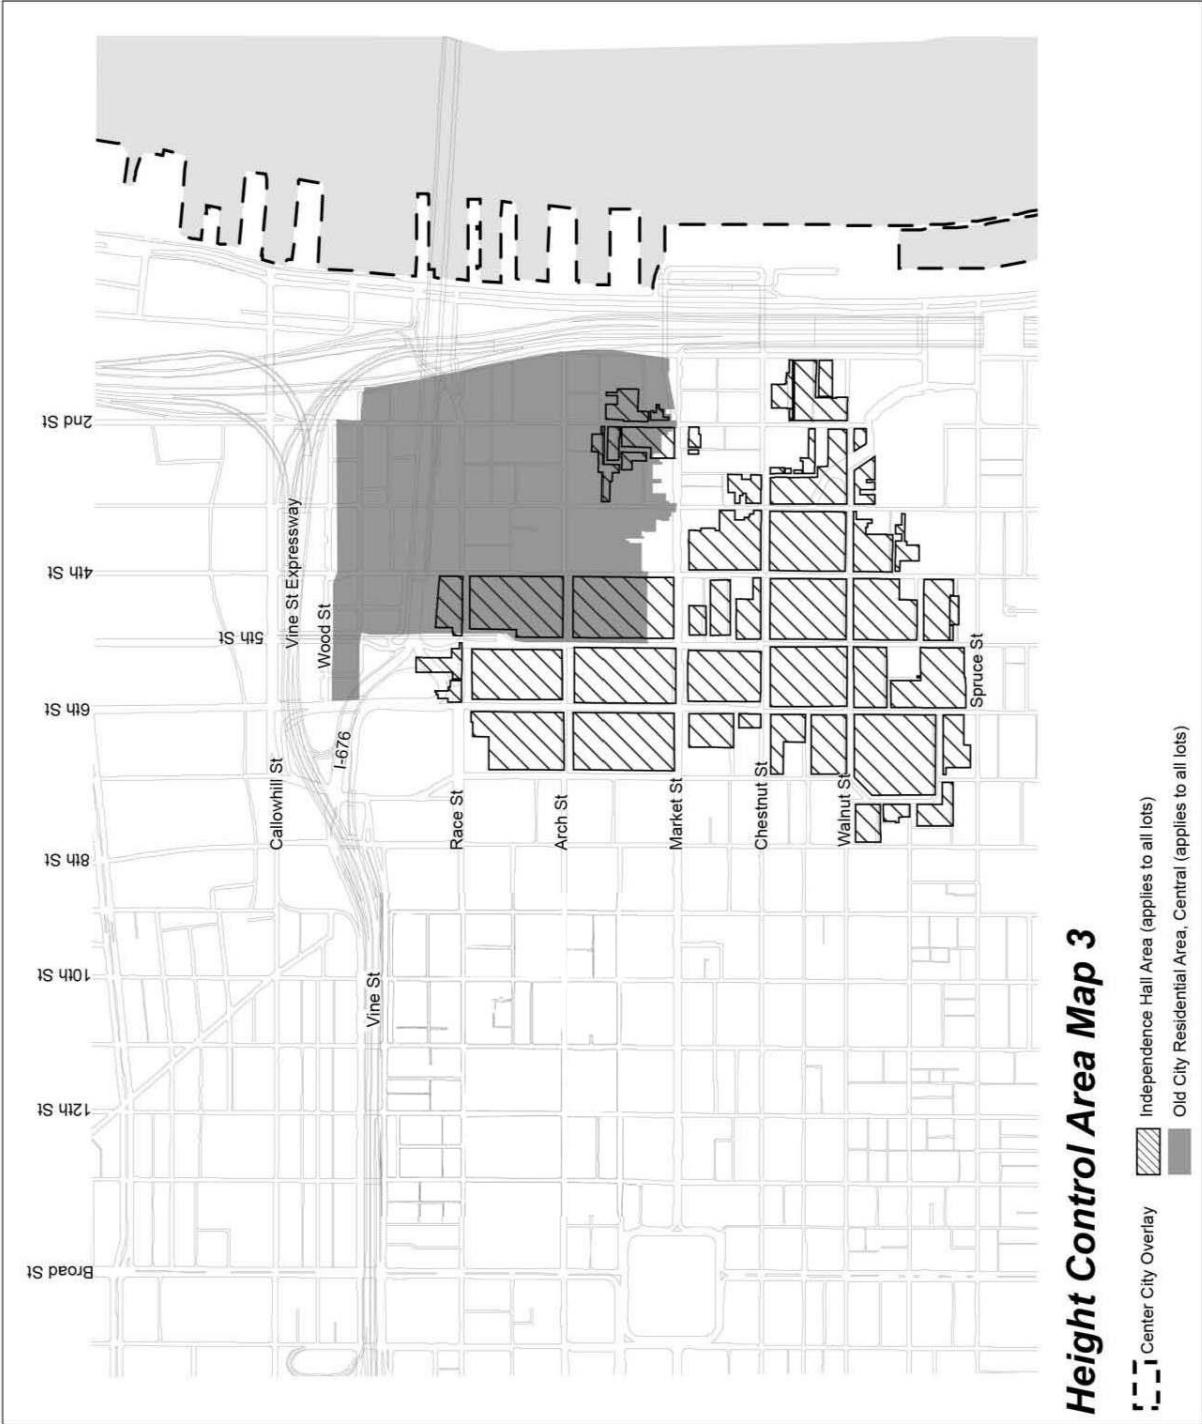 2nd St
4th St
5th St
6th St
8th St
10th St
12th St
Broad St
Callowhill St
Vine St Expressway
Wood St
I-676
Vine St
Race St
Arch St
Market St
Chestnut St
Walnut St
Spruce St
Height Control Area Map 3
Center City Overlay
Independence Hall Area (applies to all lots)
Old City Residential Area, Central (applies to all lots)